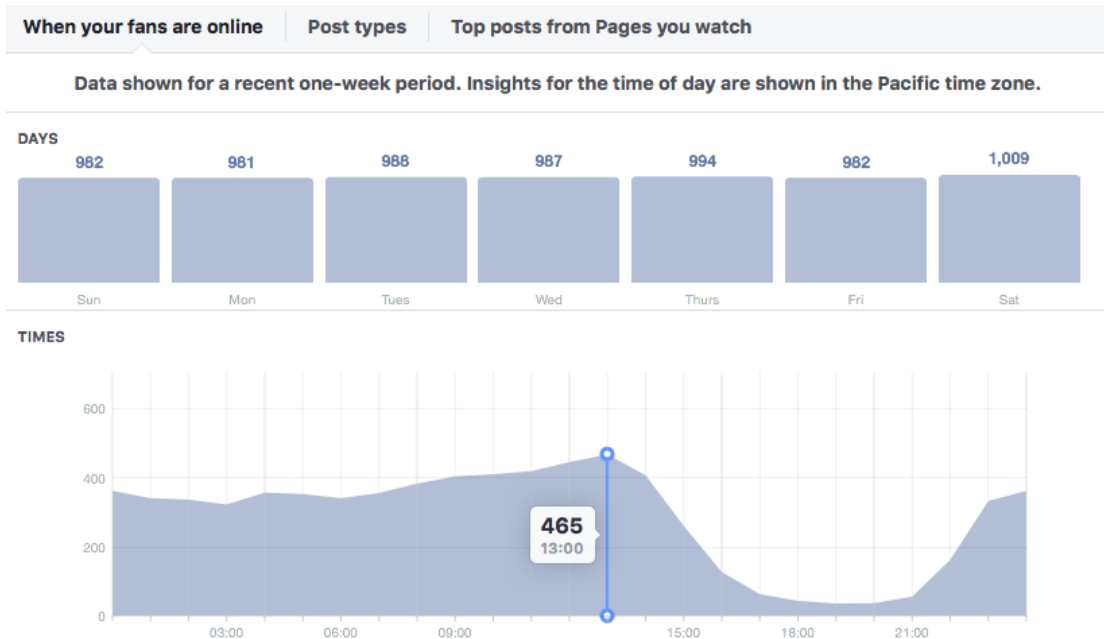 When your fans are online Post types Top posts from Pages you watch
Data shown for a recent one-week period. Insights for the time of day are shown in the Pacific time zone.
DAYS
982 981 988 987 994 982 1,009
Sun Mon Tues Wed Thurs Fri Sat
TIMES
600
400
465
200
13:00
0
03:00 06:00 09:00 15:00 18:00 21:00